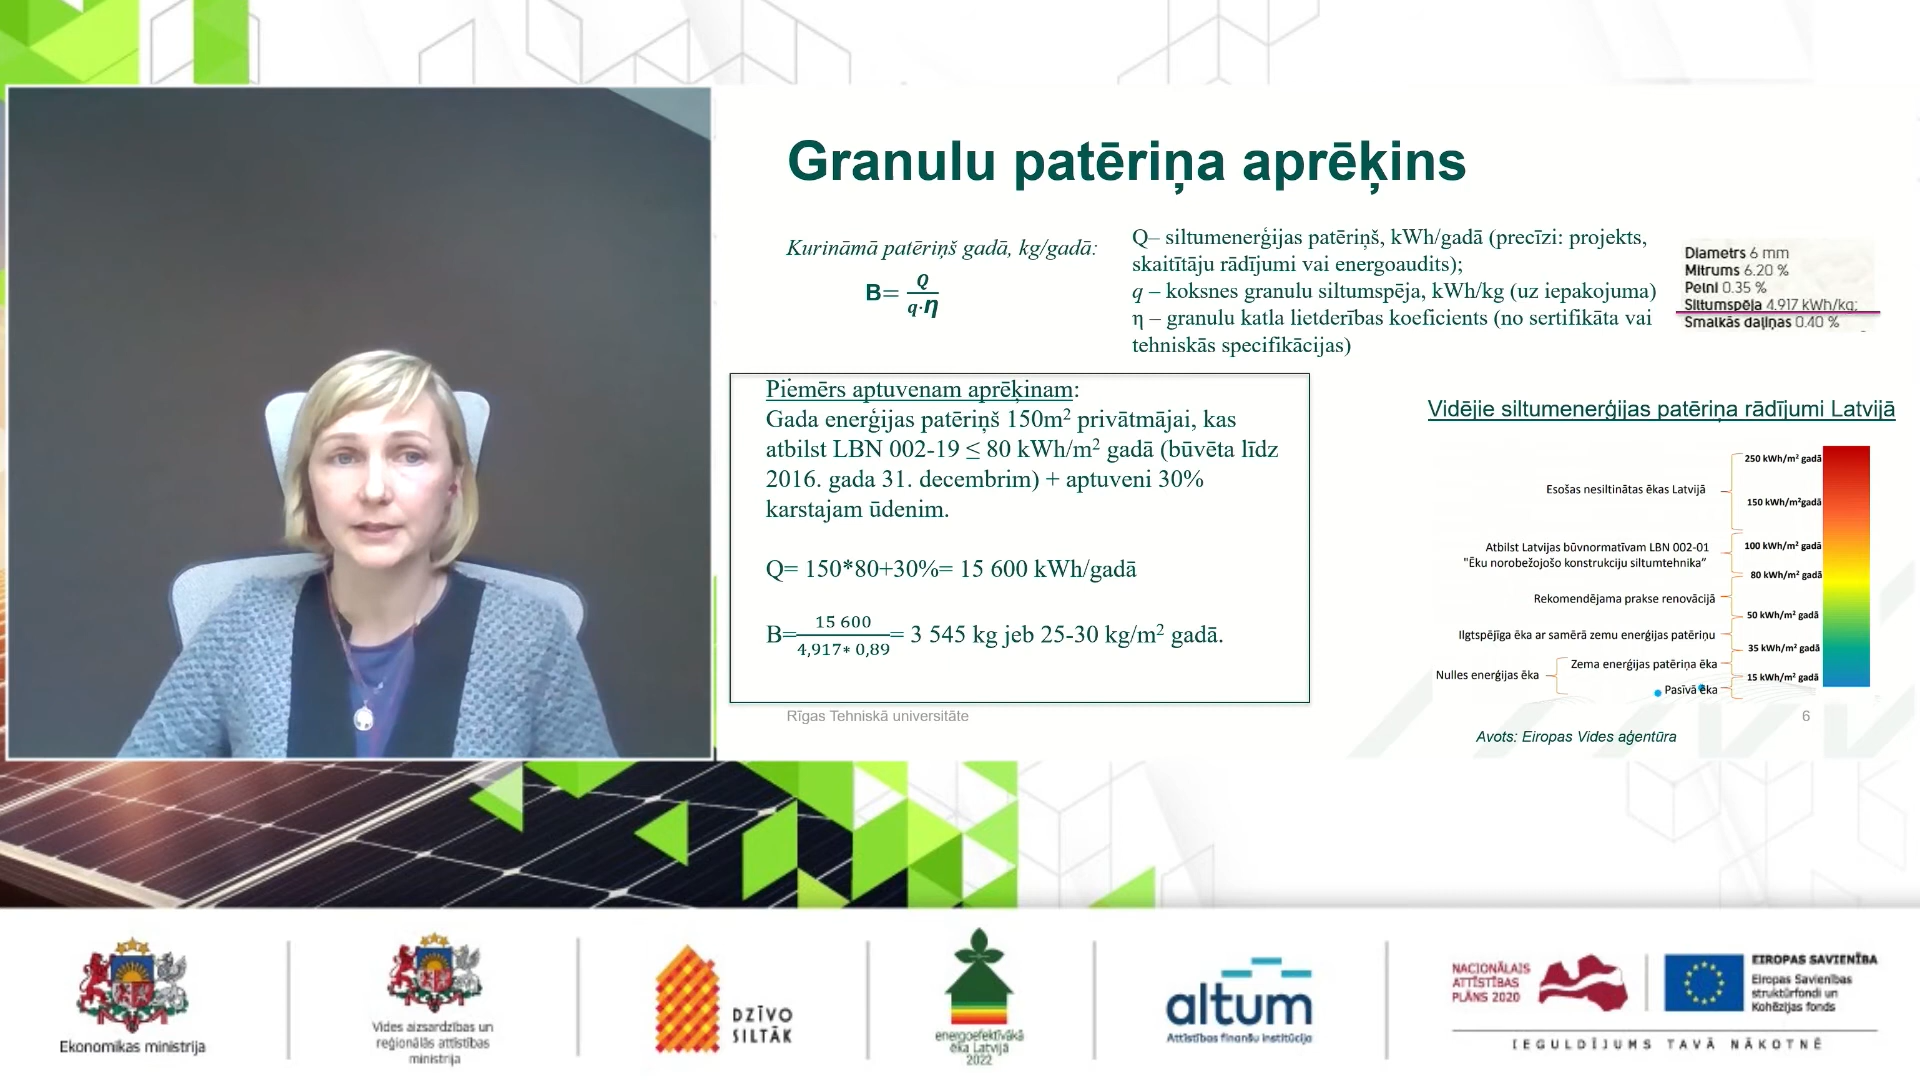 Granulu patēriņa aprēķins
Kurināmā patēriņš gadā, kg/gadā:
B= Q
q·η
Q– siltumenerģijas patēriņš, kWh/gadā (precīzi: projekts,
skaitītāju rādījumi vai energoaudits);
q – koksnes granulu siltumspēja, kWh/kg (uz iepakojuma)
η – granulu katla lietderības koeficients (no sertifikāta vai
tehniskās specifikācijas)
Diametrs 6 mm
Mitrums 6.20 %
Pelni 0.35 %
Siltumspēja 4.917 kWh/kg;
Smalkās daļiņas 0.40 %
Piemērs aptuvenam aprēķinam:
Gada enerģijas patēriņš 150m² privātmājai, kas
atbilst LBN 002-19 ≤ 80 kWh/m² gadā (būvēta līdz
2016. gada 31. decembrim) + aptuveni 30%
karstajam ūdenim.
Q= 150*80+30%= 15 600 kWh/gadā
15 600
B= = 3 545 kg jeb 25-30 kg/m² gadā.
4,917* 0,89
Vidējie siltumenerģijas patēriņa rādījumi Latvijā
250 kWh/m² gadā
Esošas nesiltinātas ēkas Latvijā
150 kWh/m²gadā
100 kWh/m² gadā
Atbilst Latvijas būvnormatīvam LBN 002-01
"Ēku norobežojošo konstrukciju siltumtehnika”
80 kWh/m² gadā
Rekomendējama prakse renovācijā
50 kWh/m² gadā
Ilgtspējīga ēka ar samērā zemu enerģijas patēriņu
35 kWh/m² gadā
Zema enerģijas patēriņa ēka
Nulles enerģijas ēka
15 kWh/m² gadā
Pasīvā ēka
Rīgas Tehniskā universitāte
6
Avots: Eiropas Vides aģentūra
Ekonomikas ministrija
Vides aizsardzības un
reģionālās attīstības
ministrija
DZĪVO
SILTĀK
energoefektīvākā
ēka Latvijā
2022
altum
Attīstības finanšu institūcija
NACIONĀLAIS
ATTĪSTĪBAS
PLĀNS 2020
EIROPAS SAVIENĪBA
Eiropas Savienības
struktūrfondi un
Kohēzijas fonds
IEGULDĪJUMS TAVĀ NĀKOTNĒ